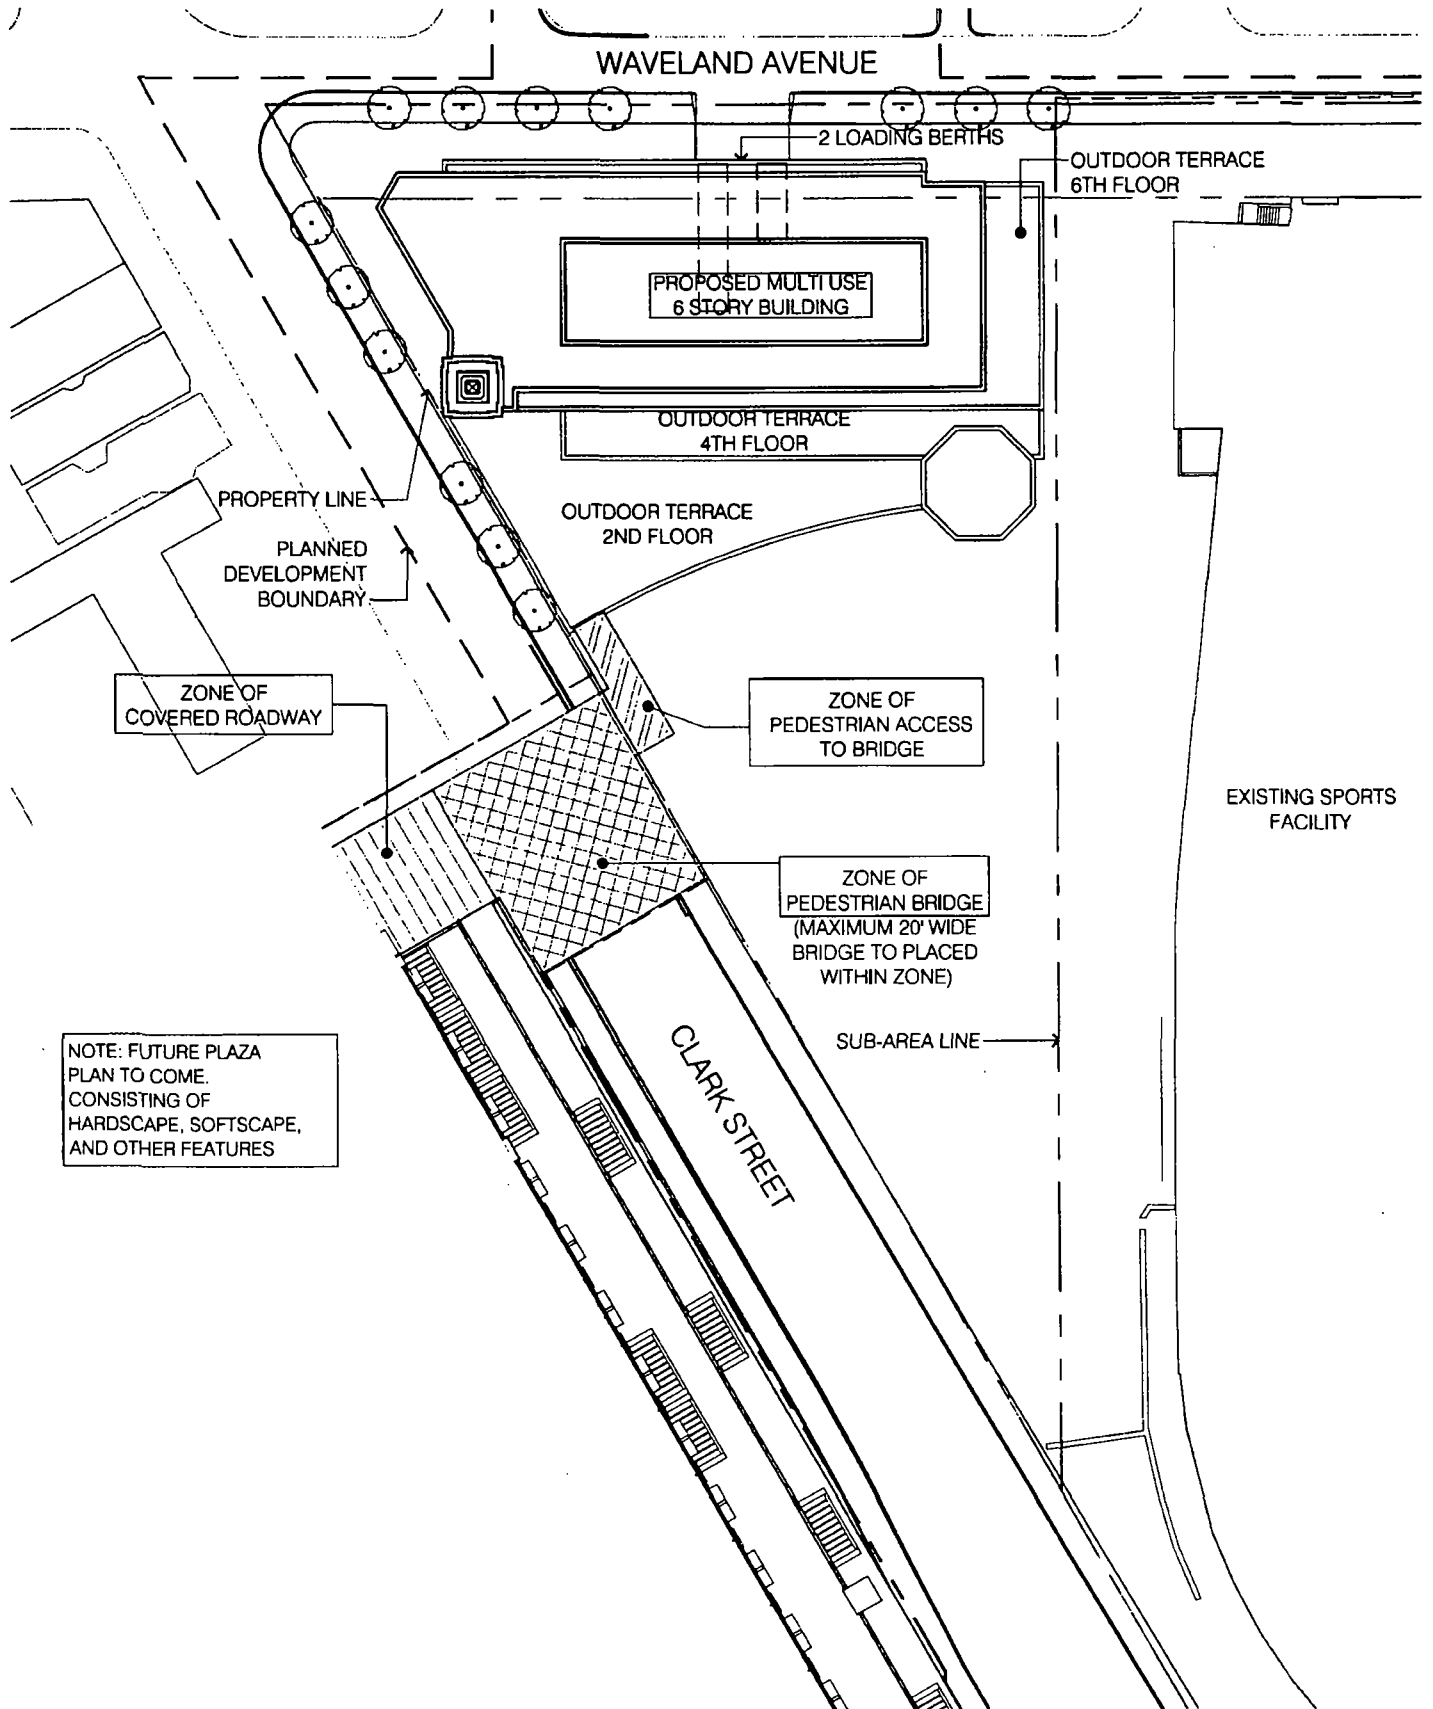 WAVELAND AVENUE
2 LOADING BERTHS
OUTDOOR TERRACE
6TH FLOOR
PROPOSED MULTI USE
6 STORY BUILDING
OUTDOOR TERRACE
4TH FLOOR
PROPERTY LINE
OUTDOOR TERRACE
2ND FLOOR
PLANNED
DEVELOPMENT
BOUNDARY
ZONE OF
COVERED ROADWAY
ZONE OF
PEDESTRIAN ACCESS
TO BRIDGE
EXISTING SPORTS
FACILITY
ZONE OF
PEDESTRIAN BRIDGE
(MAXIMUM 20' WIDE
BRIDGE TO PLACED
WITHIN ZONE)
SUB-AREA LINE
CLARK STREET
NOTE: FUTURE PLAZA
PLAN TO COME.
CONSISTING OF
HARDSCAPE, SOFTSCAPE,
AND OTHER FEATURES